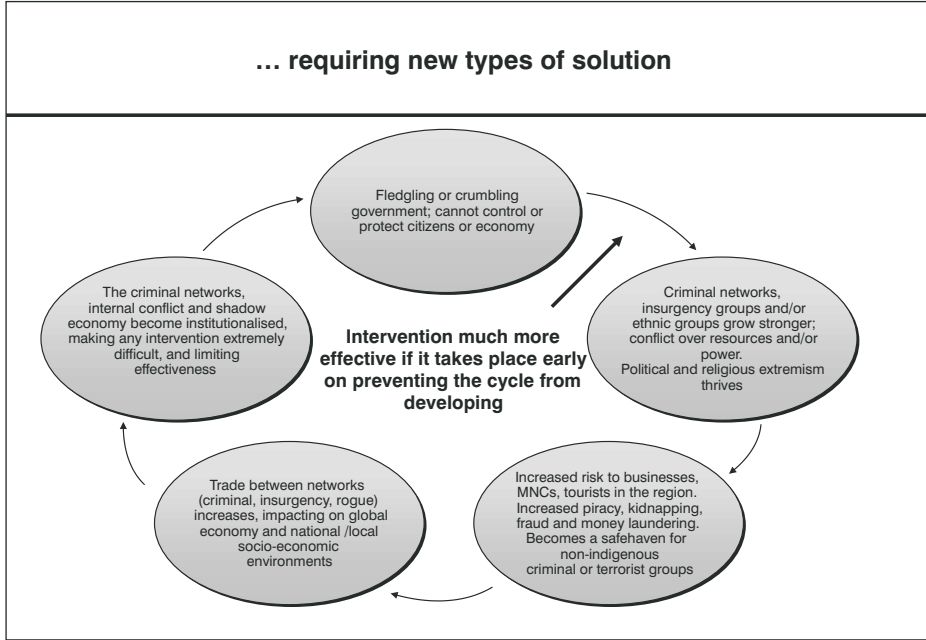 … requiring new types of solution
Fledgling or crumbling
government; cannot control or
protect citizens or economy
Criminal networks,
insurgency groups and/or
ethnic groups grow stronger;
conflict over resources and/or
power.
Political and religious extremism
thrives
Increased risk to businesses,
MNCs, tourists in the region.
Increased piracy, kidnapping,
fraud and money laundering.
Becomes a safehaven for
non-indigenous
criminal or terrorist groups
Trade between networks
(criminal, insurgency, rogue)
increases, impacting on global
economy and national /local
socio-economic
environments
The criminal networks,
internal conflict and shadow
economy become institutionalised,
making any intervention extremely
difficult, and limiting
effectiveness
Intervention much more
effective if it takes place early
on preventing the cycle from
developing